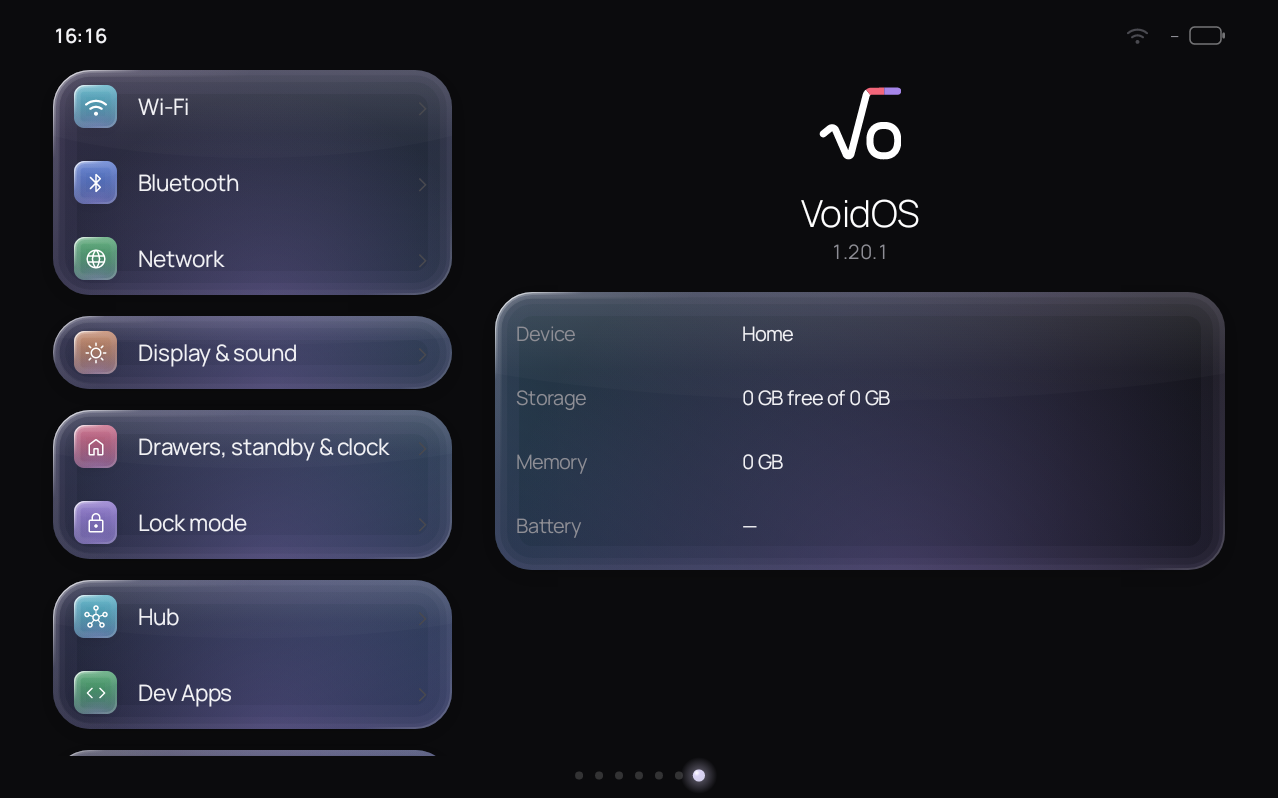 16:16
–
Wi-Fi
Bluetooth
Network
Display & sound
Drawers, standby & clock
Lock mode
Hub
Dev Apps
VoidOS
1.20.1
Device Home
Storage 0 GB free of 0 GB
Memory 0 GB
Battery —